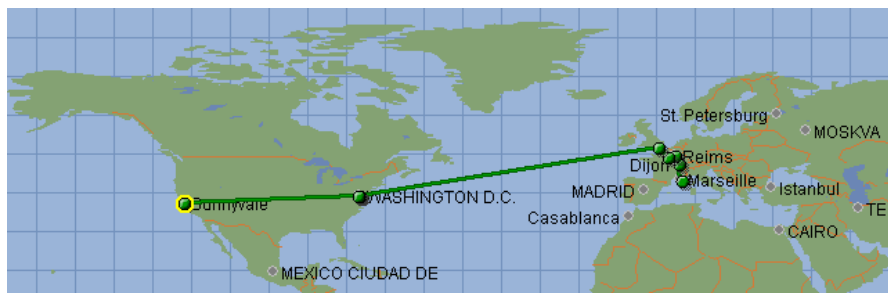 St. Petersburg
MOSKVA
Reims
Dijon
Marseille
MADRID
Istanbul
Sunnyvale
WASHINGTON D.C.
TE
Casablanca
CAIRO
MEXICO CIUDAD DE